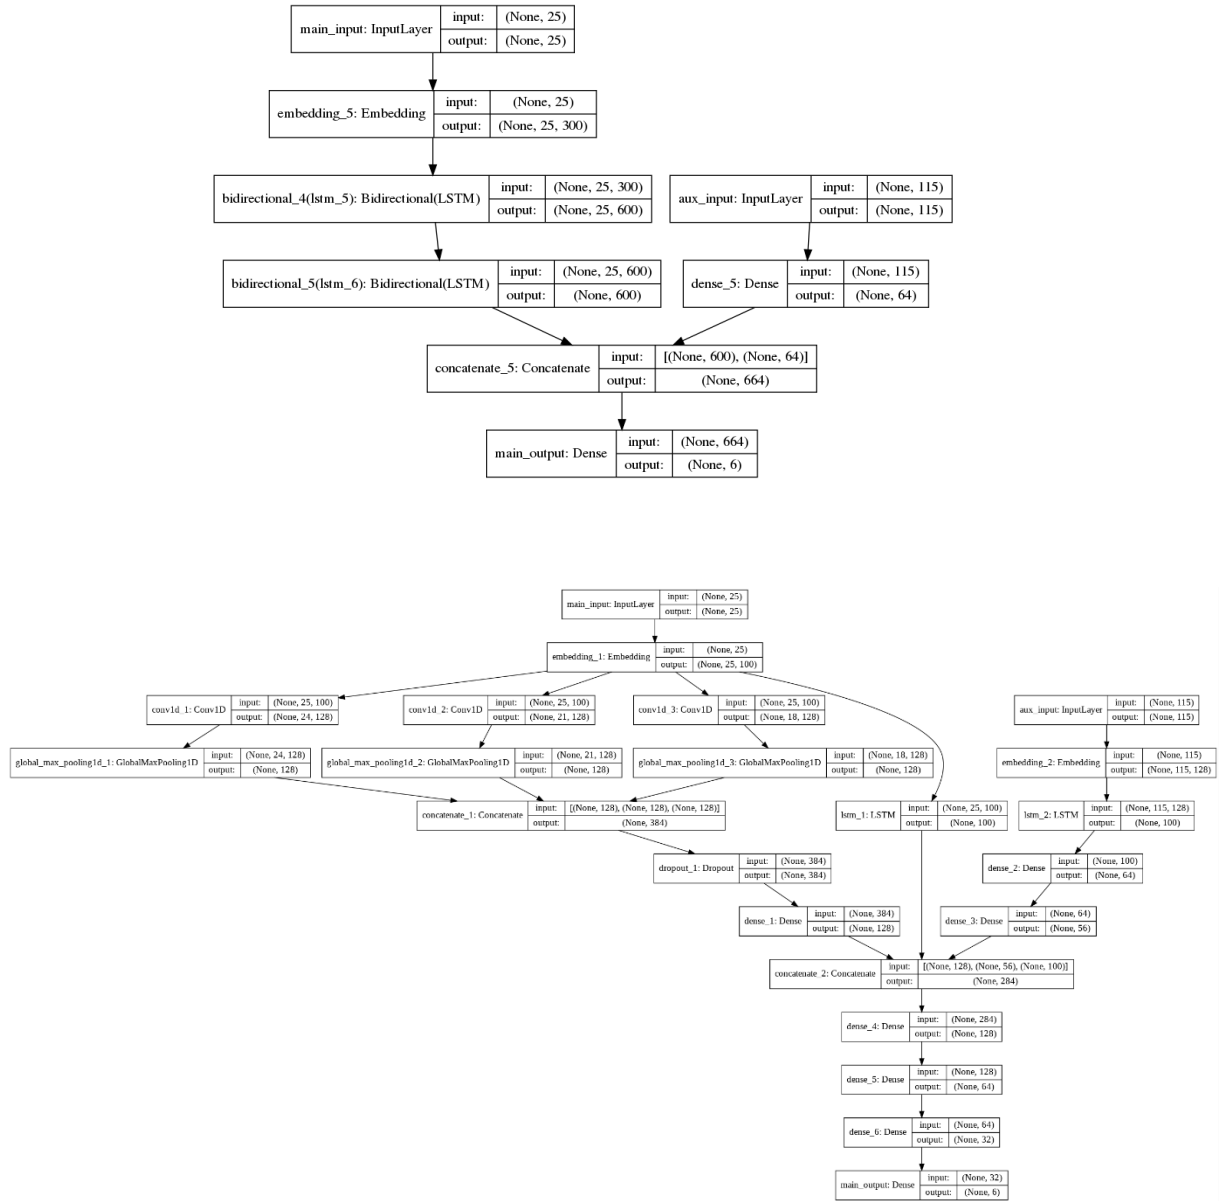 main_input: InputLayer
input: (None, 25)
output: (None, 25)
embedding_5: Embedding
input: (None, 25)
output: (None, 25, 300)
bidirectional_4(lstm_5): Bidirectional(LSTM)
input: (None, 25, 300)
output: (None, 25, 600)
aux_input: InputLayer
input: (None, 115)
output: (None, 115)
bidirectional_5(lstm_6): Bidirectional(LSTM)
input: (None, 25, 600)
output: (None, 600)
dense_5: Dense
input: (None, 115)
output: (None, 64)
concatenate_5: Concatenate
input: [(None, 600), (None, 64)]
output: (None, 664)
main_output: Dense
input: (None, 664)
output: (None, 6)
main_input: InputLayer
input: (None, 25)
output: (None, 25)
embedding_1: Embedding
input: (None, 25)
output: (None, 25, 100)
conv1d_1: Conv1D
input: (None, 25, 100)
output: (None, 24, 128)
conv1d_2: Conv1D
input: (None, 25, 100)
output: (None, 21, 128)
conv1d_3: Conv1D
input: (None, 25, 100)
output: (None, 18, 128)
aux_input: InputLayer
input: (None, 115)
output: (None, 115)
global_max_pooling1d_1: GlobalMaxPooling1D
input: (None, 24, 128)
output: (None, 128)
global_max_pooling1d_2: GlobalMaxPooling1D
input: (None, 21, 128)
output: (None, 128)
global_max_pooling1d_3: GlobalMaxPooling1D
input: (None, 18, 128)
output: (None, 128)
embedding_2: Embedding
input: (None, 115)
output: (None, 115, 128)
concatenate_1: Concatenate
input: [(None, 128), (None, 128), (None, 128)]
output: (None, 384)
lstm_1: LSTM
input: (None, 25, 100)
output: (None, 100)
lstm_2: LSTM
input: (None, 115, 128)
output: (None, 100)
dropout_1: Dropout
input: (None, 384)
output: (None, 384)
dense_2: Dense
input: (None, 100)
output: (None, 64)
dense_1: Dense
input: (None, 384)
output: (None, 128)
dense_3: Dense
input: (None, 64)
output: (None, 56)
concatenate_2: Concatenate
input: [(None, 128), (None, 56), (None, 100)]
output: (None, 284)
dense_4: Dense
input: (None, 284)
output: (None, 128)
dense_5: Dense
input: (None, 128)
output: (None, 64)
dense_6: Dense
input: (None, 64)
output: (None, 32)
main_output: Dense
input: (None, 32)
output: (None, 6)